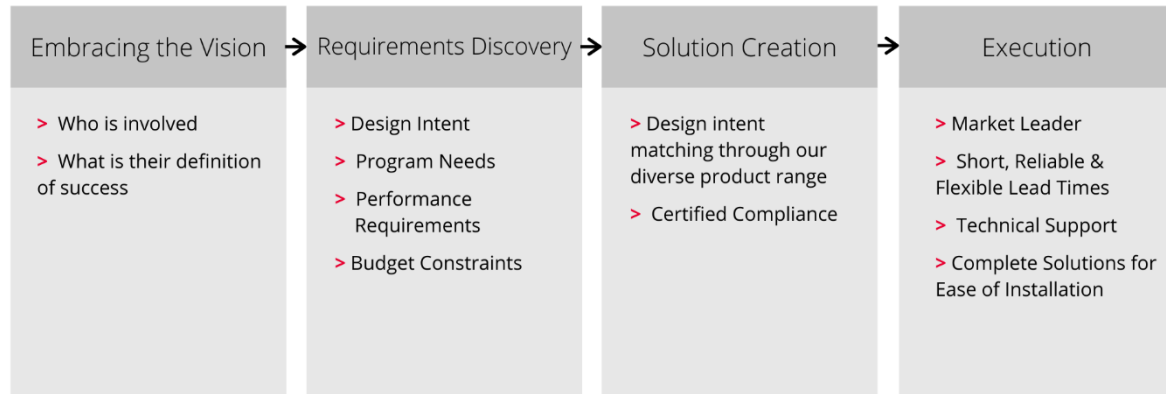 Embracing the Vision
> Who is involved
> What is their definition
of success
Requirements Discovery
> Design Intent
> Program Needs
> Performance
Requirements
> Budget Constraints
Solution Creation
> Design intent
matching through our
diverse product range
> Certified Compliance
Execution
> Market Leader
> Short, Reliable &
Flexible Lead Times
> Technical Support
> Complete Solutions for
Ease of Installation